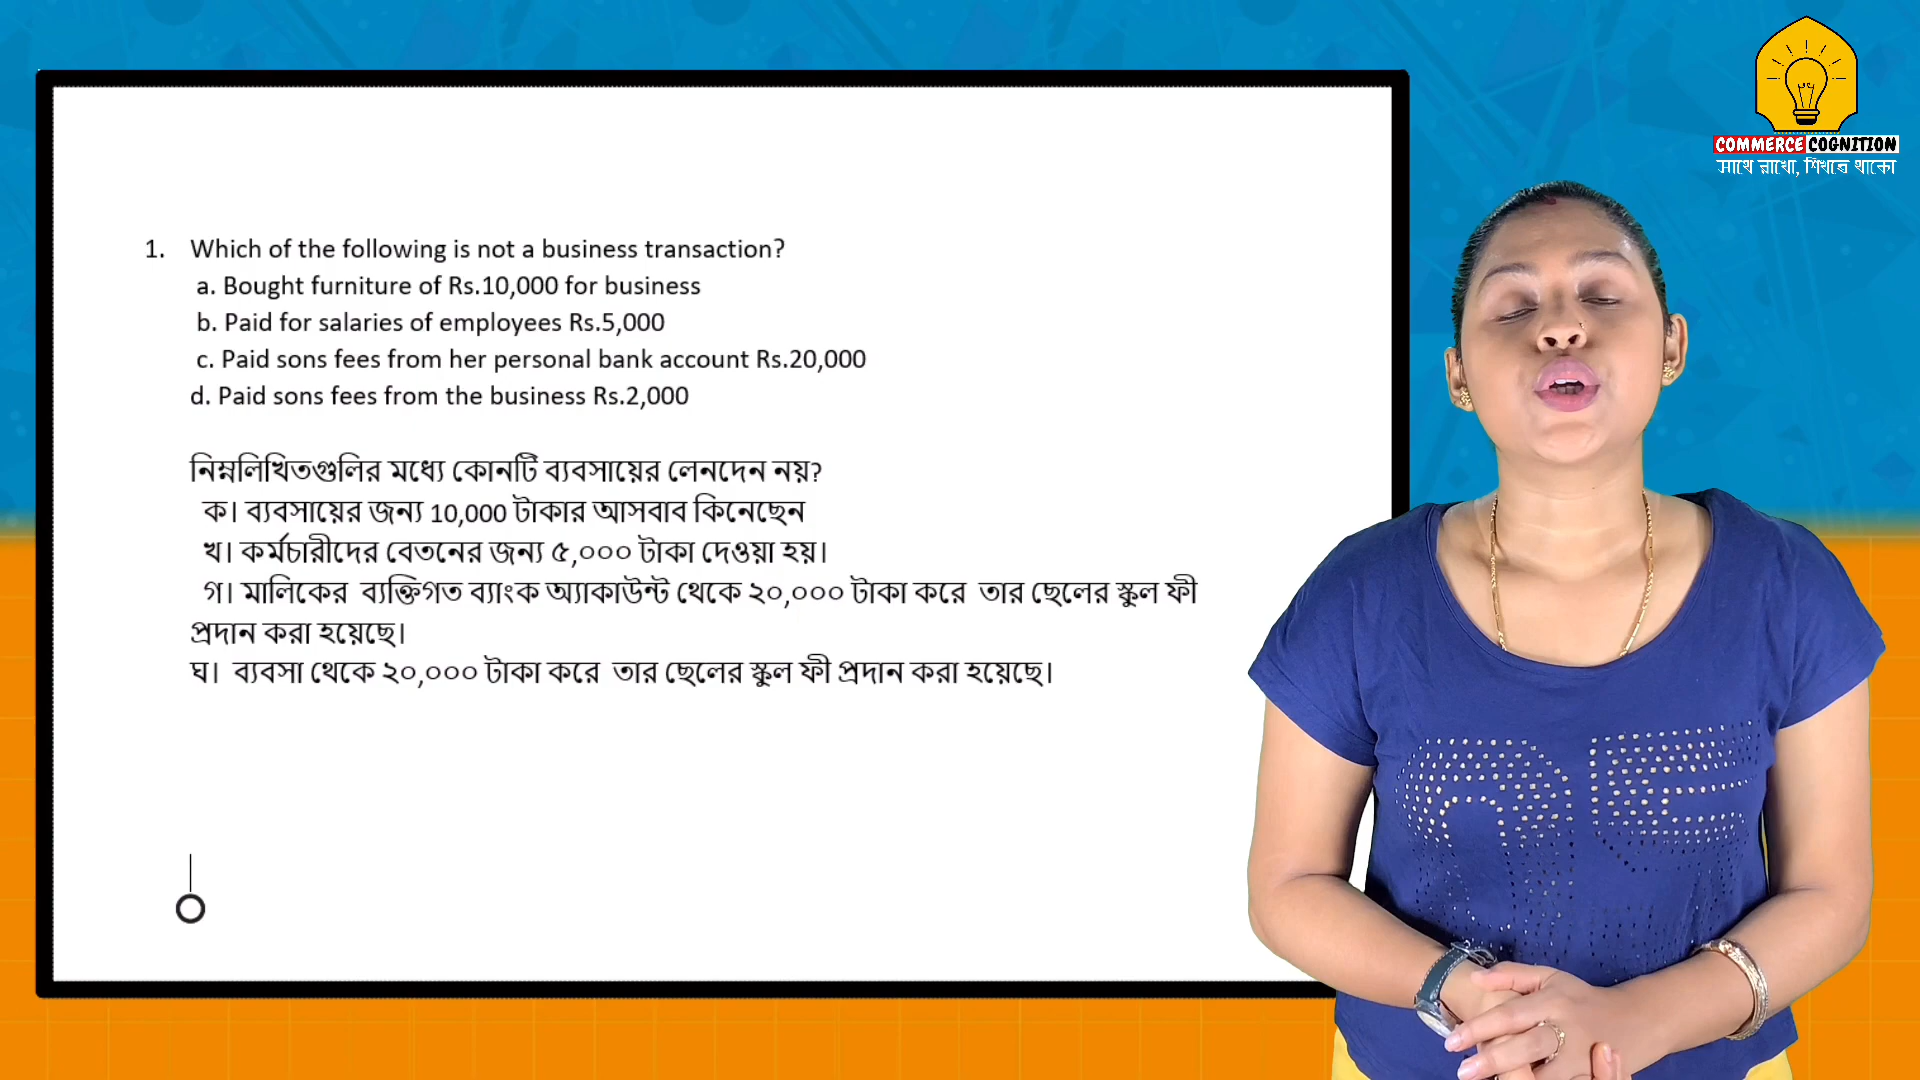 COMMERCE COGNITION
সাথে রাখো, শিখতে থাকো
1. Which of the following is not a business transaction?
a. Bought furniture of Rs.10,000 for business
b. Paid for salaries of employees Rs.5,000
c. Paid sons fees from her personal bank account Rs.20,000
d. Paid sons fees from the business Rs.2,000
নিম্নলিখিতগুলির মধ্যে কোনটি ব্যবসায়ের লেনদেন নয়?
ক। ব্যবসায়ের জন্য 10,000 টাকার আসবাব কিনেছেন
খ। কর্মচারীদের বেতনের জন্য ৫,০০০ টাকা দেওয়া হয়।
গ। মালিকের ব্যক্তিগত ব্যাংক অ্যাকাউন্ট থেকে ২০,০০০ টাকা করে তার ছেলের স্কুল ফী
প্রদান করা হয়েছে।
ঘ। ব্যবসা থেকে ২০,০০০ টাকা করে তার ছেলের স্কুল ফী প্রদান করা হয়েছে।